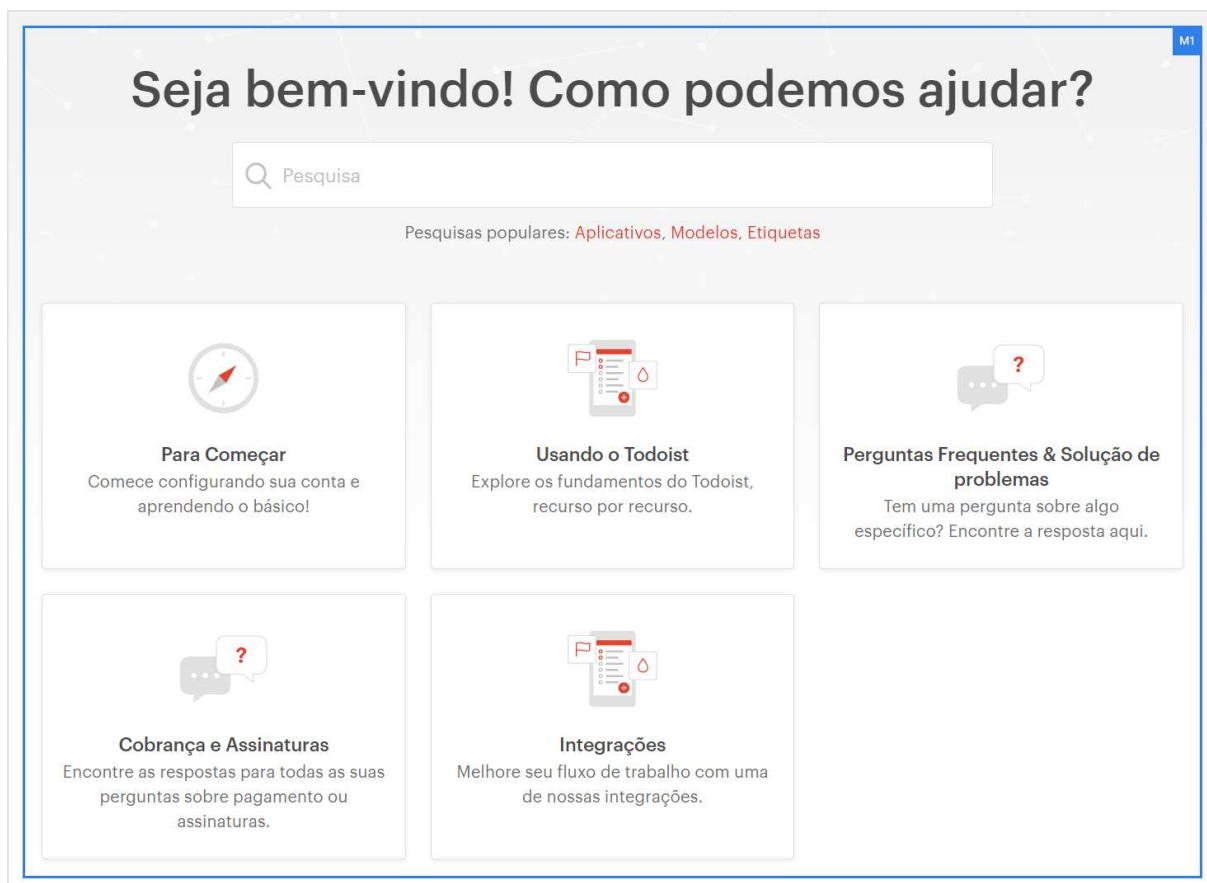 M1
Seja bem-vindo! Como podemos ajudar?
Pesquisa
Pesquisas populares: Aplicativos, Modelos, Etiquetas
Para Começar
Comece configurando sua conta e
aprendendo o básico!
Usando o Todoist
Explore os fundamentos do Todoist,
recurso por recurso.
?
Perguntas Frequentes & Solução de
problemas
Tem uma pergunta sobre algo
específico? Encontre a resposta aqui.
?
Cobrança e Assinaturas
Encontre as respostas para todas as suas
perguntas sobre pagamento ou
assinaturas.
Integrações
Melhore seu fluxo de trabalho com uma
de nossas integrações.